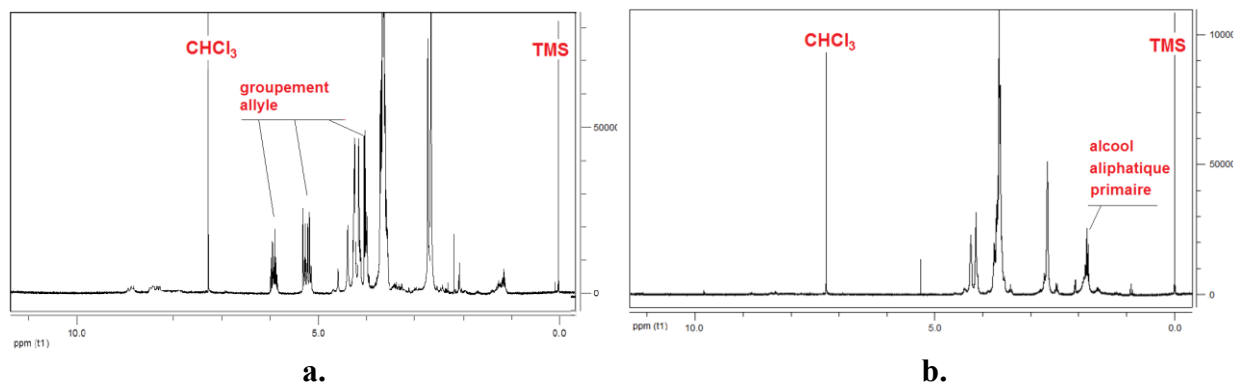 CHCl₃
TMS
groupement
allyle
50000
0
10.0
5.0
0.0
ppm (t1)
a.
CHCl₃
TMS
10000
alcool
aliphatique
primaire
50000
0
10.0
5.0
0.0
ppm (t1)
b.